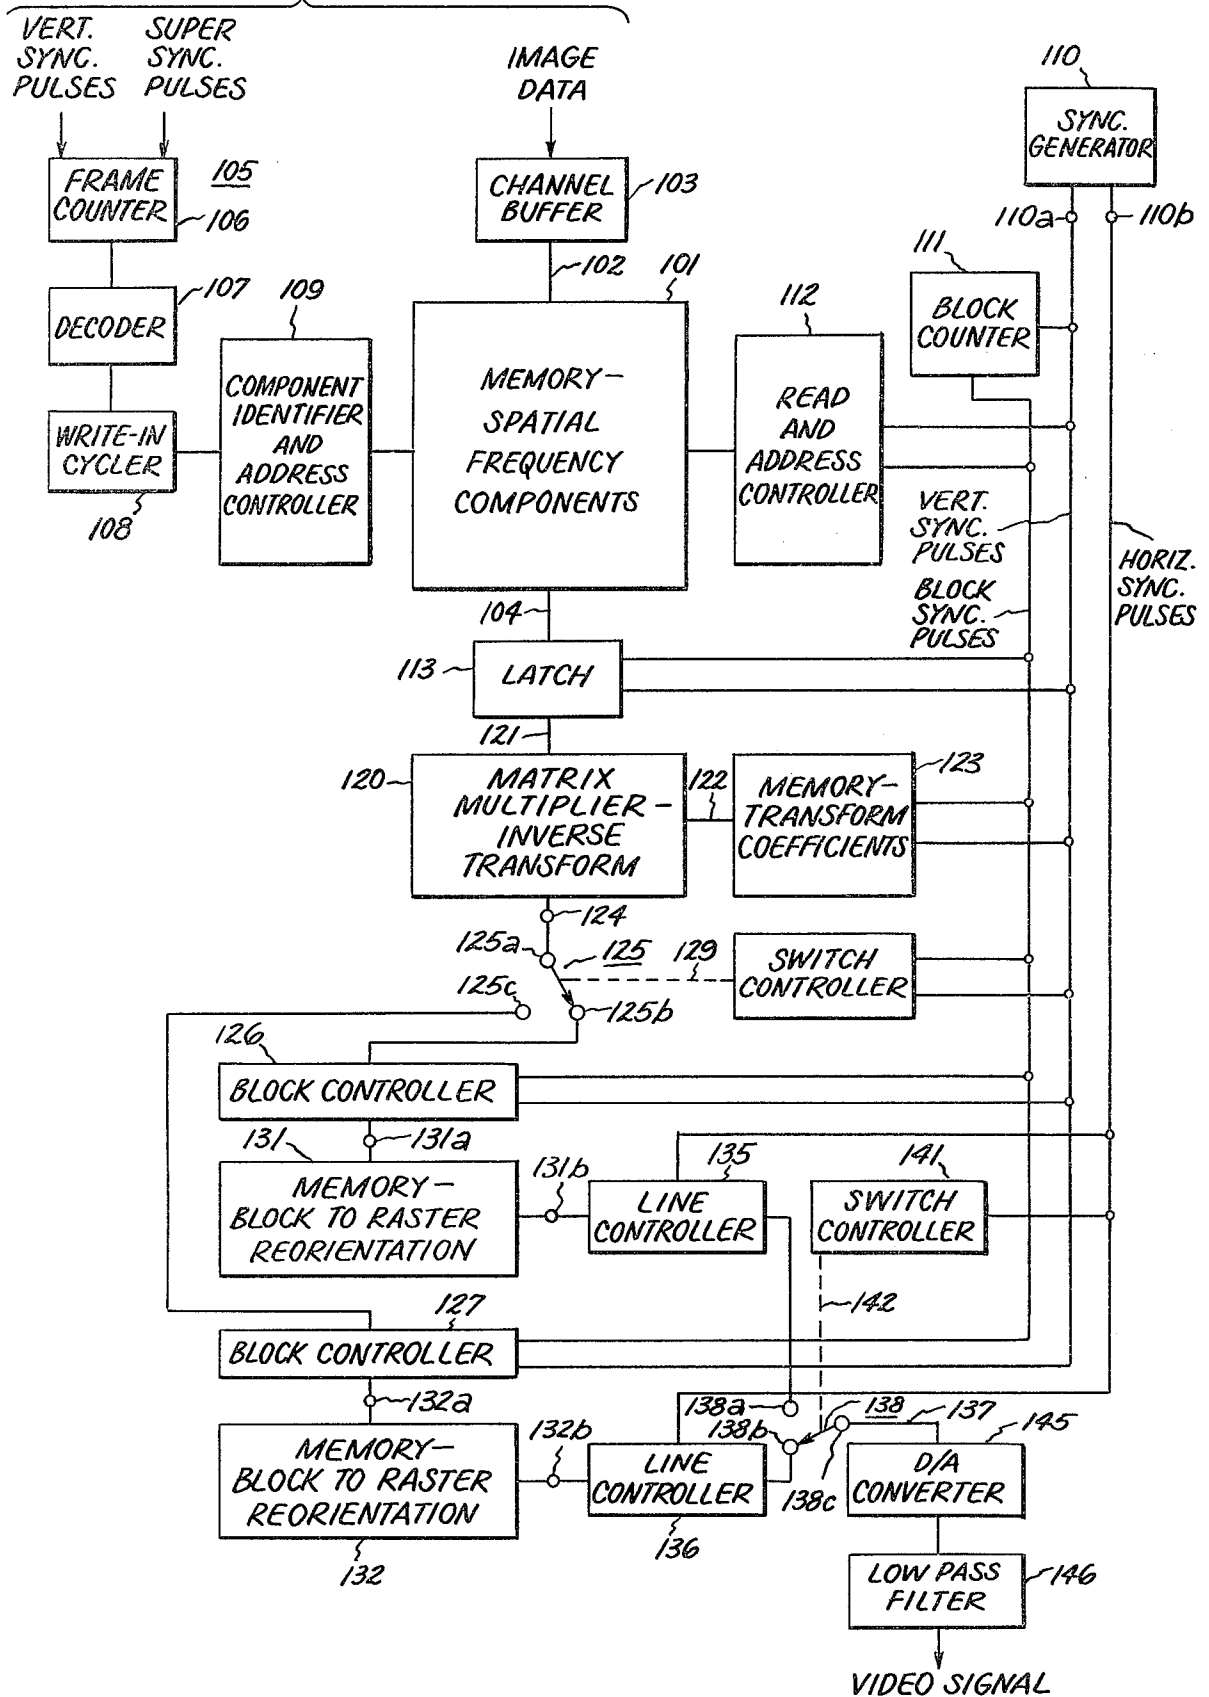 VERT.
SYNC.
PULSES
SUPER
SYNC.
PULSES
IMAGE
DATA
110
SYNC.
GENERATOR
110a
110b
FRAME
COUNTER
105
106
CHANNEL
BUFFER
103
102
101
111
BLOCK
COUNTER
DECODER
107
109
112
COMPONENT
IDENTIFIER
AND
ADDRESS
CONTROLLER
MEMORY-
SPATIAL
FREQUENCY
COMPONENTS
READ
AND
ADDRESS
CONTROLLER
WRITE-IN
CYCLER
108
VERT.
SYNC.
PULSES
HORIZ.
SYNC.
PULSES
BLOCK
SYNC.
PULSES
104
113
LATCH
121
120
MATRIX
MULTIPLIER-
INVERSE
TRANSFORM
122
MEMORY-
TRANSFORM
COEFFICIENTS
123
124
125a
125
129
SWITCH
CONTROLLER
125c
125b
126
BLOCK CONTROLLER
131
131a
MEMORY-
BLOCK TO RASTER
REORIENTATION
131b
135
LINE
CONTROLLER
141
SWITCH
CONTROLLER
142
127
BLOCK CONTROLLER
132a
138a
138
137
138b
145
MEMORY-
BLOCK TO RASTER
REORIENTATION
132b
LINE
CONTROLLER
138c
D/A
CONVERTER
132
136
LOW PASS
FILTER
146
VIDEO SIGNAL